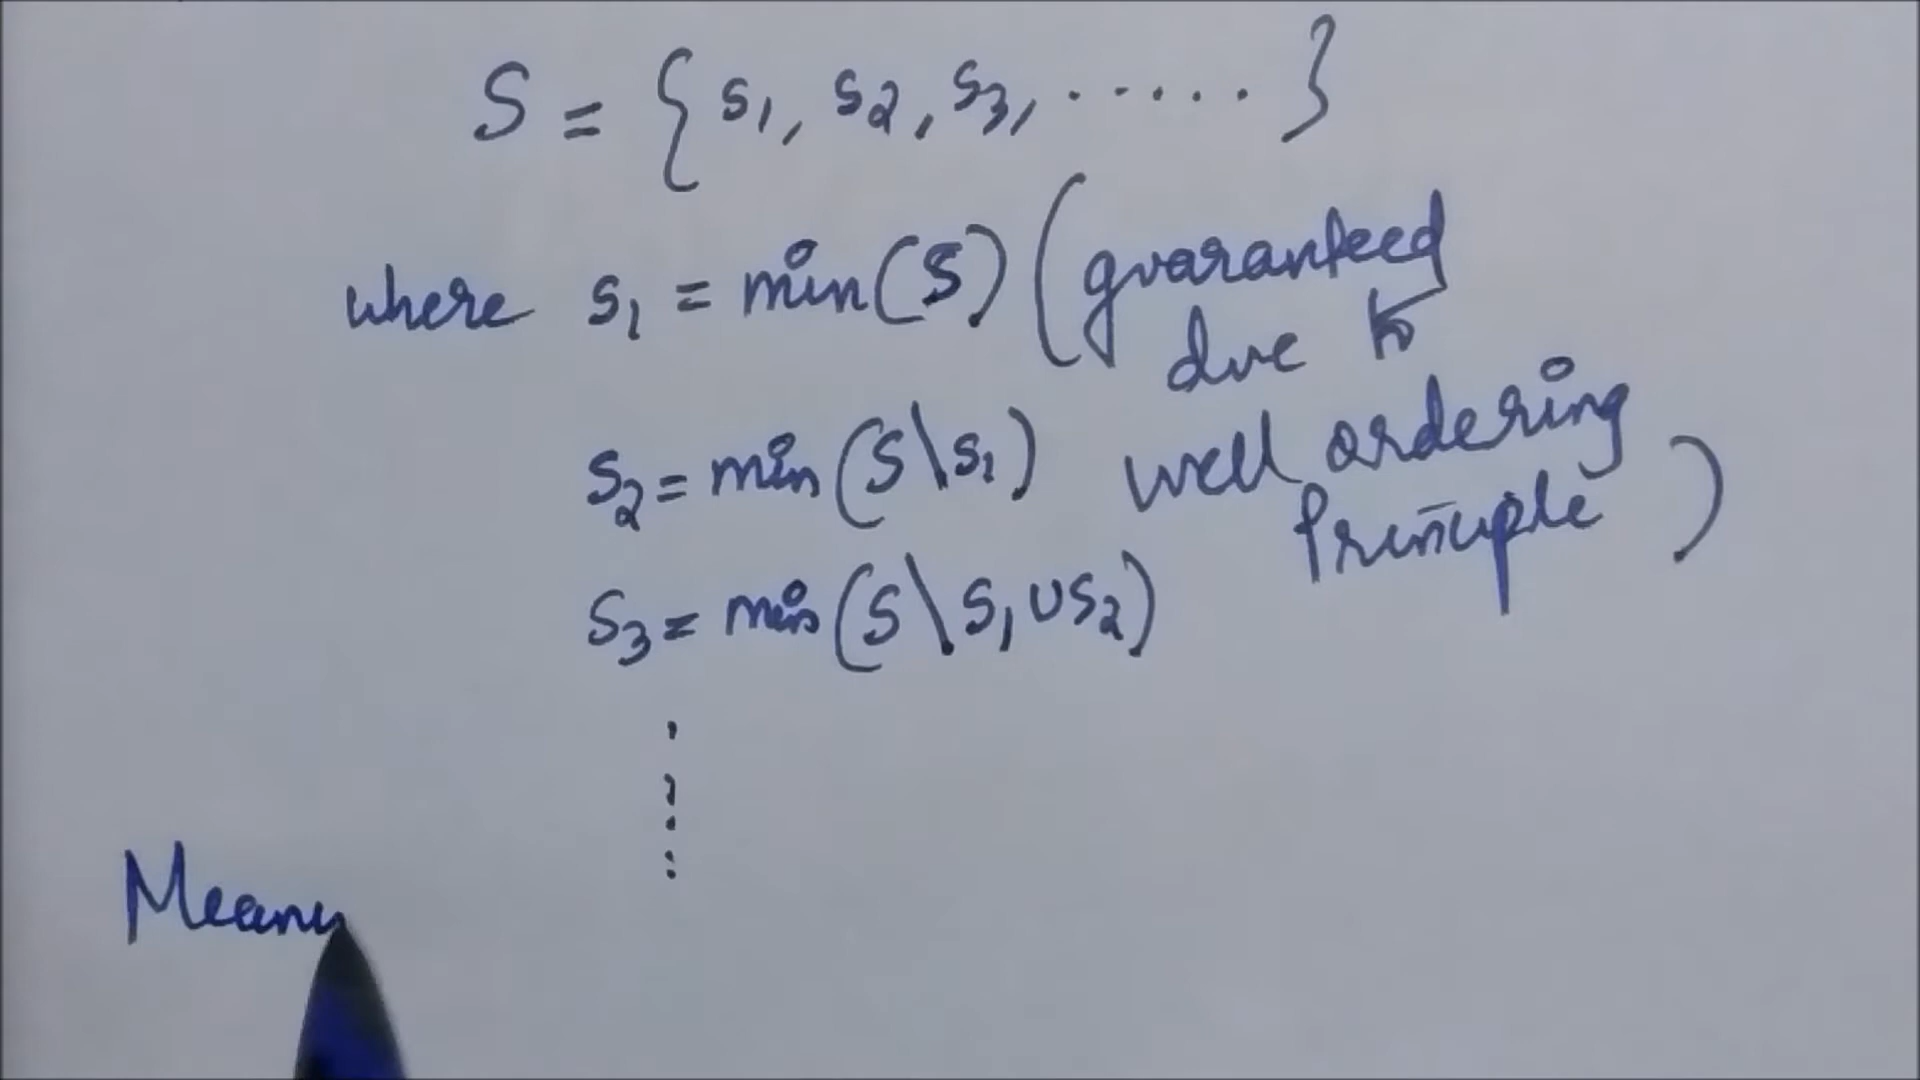 S = { s1, s2, s3, ...... }
where s1 = min(S) (guaranteed
due to
s2 = min (S\s1) well ordering
Principle)
s3 = min (S\s1 ∪ s2)